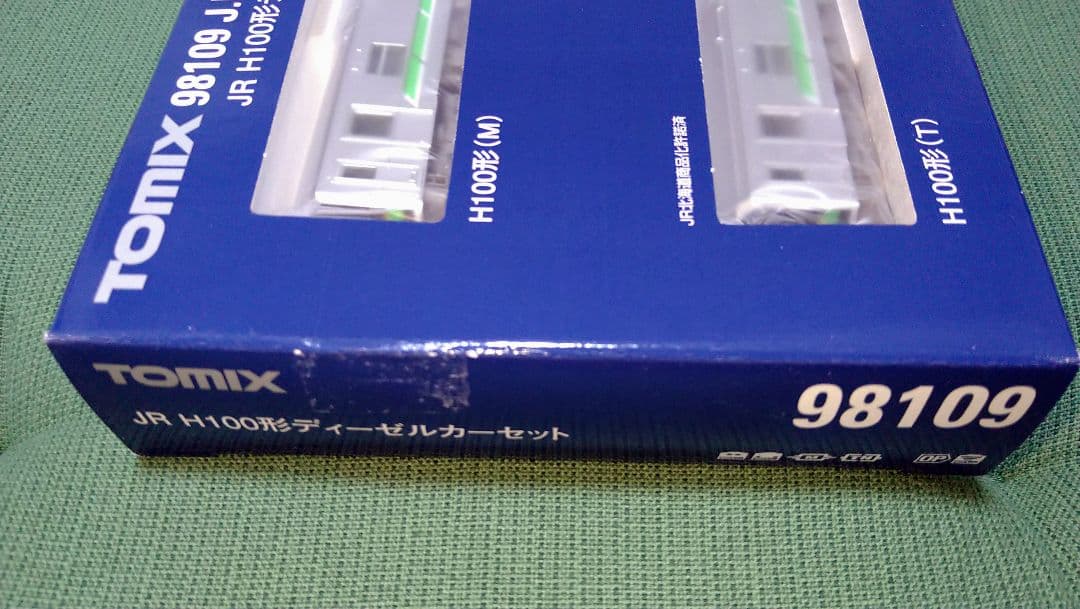 TOMIX 98109 J.
JR H100形デ
H100形(M)
JR北海道商品化許諾済
H100形(T)
TOMIX
JR H100形ディーゼルカーセット
98109
DP